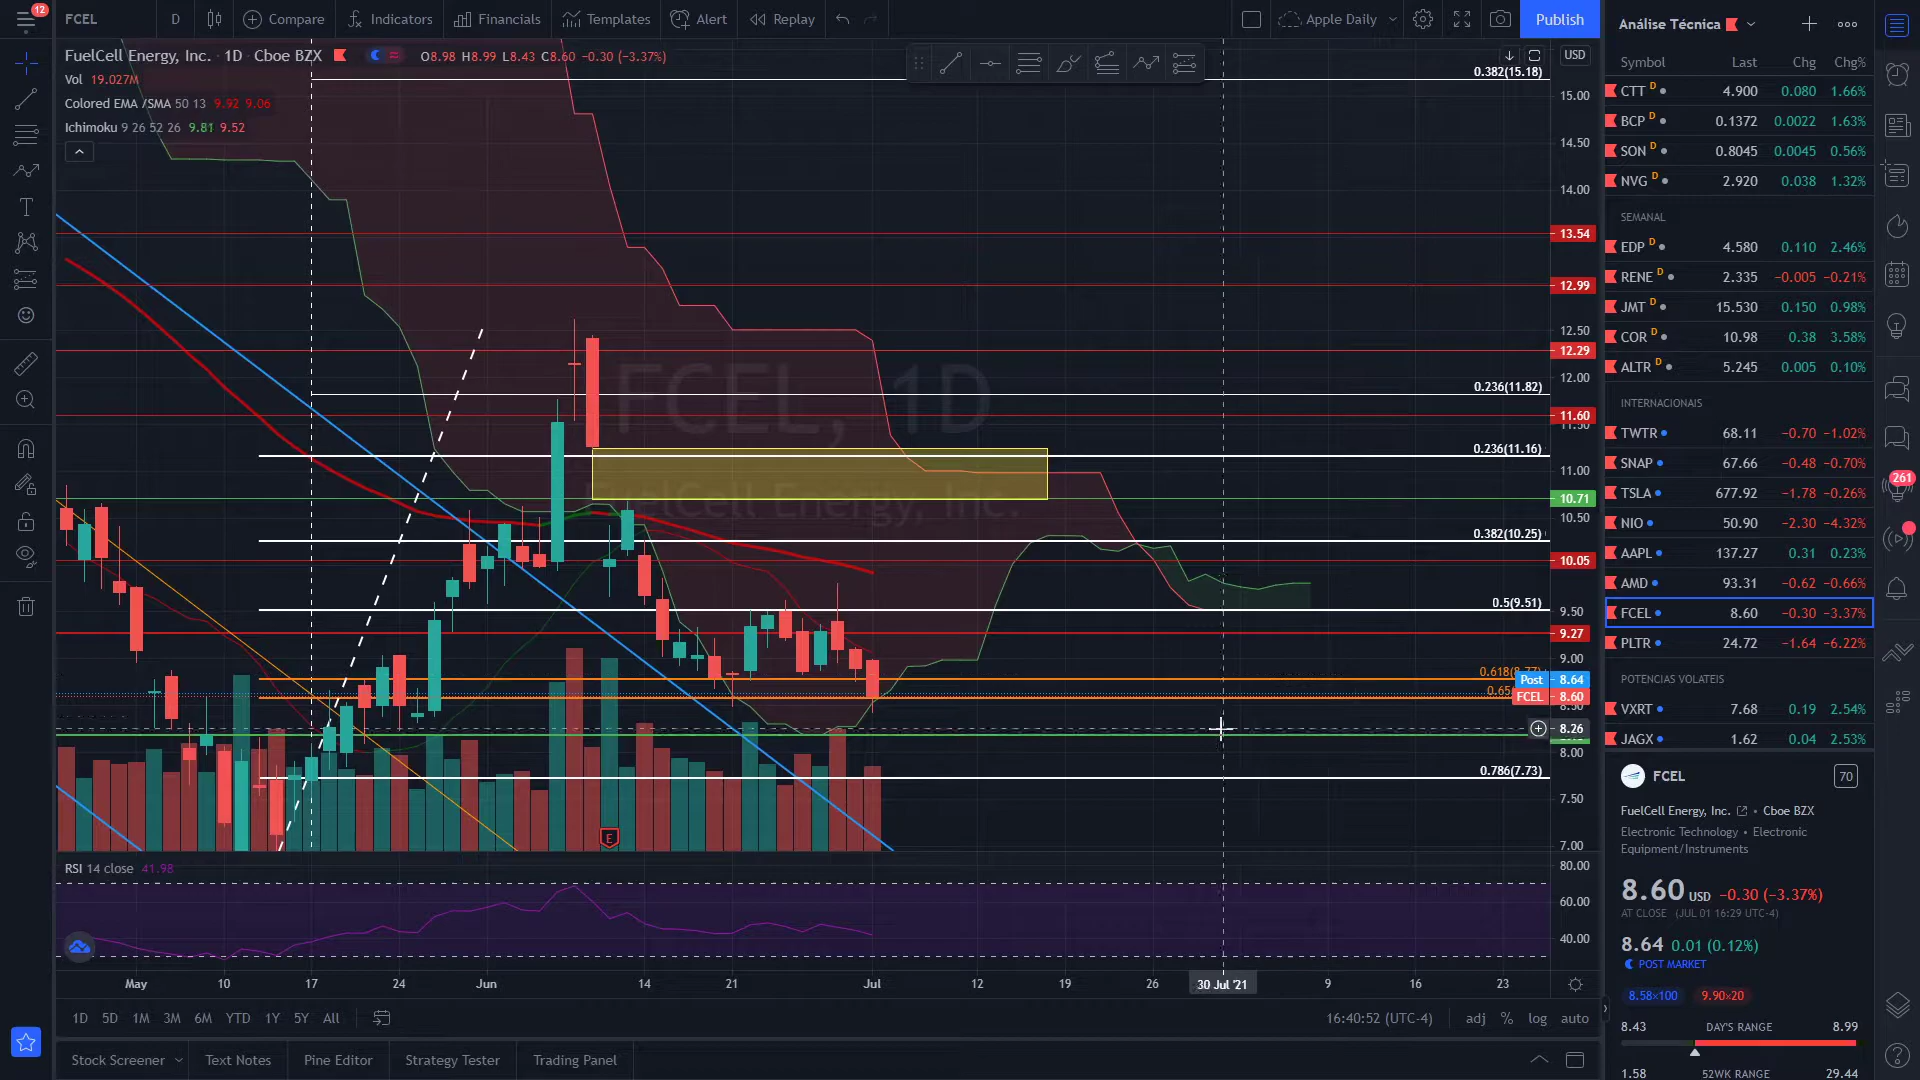 12
FCEL D Compare Indicators Financials Templates Alert Replay Apple Daily Publish
FuelCell Energy, Inc. · 1D · Cboe BZX O8.98 H8.99 L8.43 C8.60 −0.30 (−3.37%)
Vol 19.027M
Colored EMA /SMA 50 13 9.92 9.06
Ichimoku 9 26 52 26 9.81 9.52
FCEL, 1D
FuelCell Energy, Inc.
0.382(15.18)
0.236(11.82)
0.236(11.16)
0.382(10.25)
0.5(9.51)
0.618(8.77)
0.786(7.73)
USD
15.00
14.50
14.00
13.54
12.99
12.50
12.29
12.00
11.60
11.50
11.00
10.71
10.50
10.05
9.50
9.27
9.00
Post 8.64
FCEL 8.60
8.50
8.26
8.00
7.50
7.00
E
RSI 14 close 41.98
80.00
60.00
40.00
May 10 17 24 Jun 14 21 Jul 12 19 26 30 Jul '21 9 16 23
1D 5D 1M 3M 6M YTD 1Y 5Y All 16:40:52 (UTC-4) adj % log auto
Stock Screener Text Notes Pine Editor Strategy Tester Trading Panel
Análise Técnica
Symbol Last Chg Chg%
CTT D 4.900 0.080 1.66%
BCP D 0.1372 0.0022 1.63%
SON D 0.8045 0.0045 0.56%
NVG D 2.920 0.038 1.32%
SEMANAL
EDP D 4.580 0.110 2.46%
RENE D 2.335 −0.005 −0.21%
JMT D 15.530 0.150 0.98%
COR D 10.98 0.38 3.58%
ALTR D 5.245 0.005 0.10%
INTERNACIONAIS
TWTR 68.11 −0.70 −1.02%
SNAP 67.66 −0.48 −0.70%
TSLA 677.92 −1.78 −0.26%
NIO 50.90 −2.30 −4.32%
AAPL 137.27 0.31 0.23%
AMD 93.31 −0.62 −0.66%
FCEL 8.60 −0.30 −3.37%
PLTR 24.72 −1.64 −6.22%
POTENCIAS VOLATEIS
VXRT 7.68 0.19 2.54%
JAGX 1.62 0.04 2.53%
FCEL 70
FuelCell Energy, Inc. • Cboe BZX
Electronic Technology • Electronic
Equipment/Instruments
8.60 USD −0.30 (−3.37%)
AT CLOSE (JUL 01 16:29 UTC-4)
8.64 0.01 (0.12%)
POST MARKET
8.58×100 9.90×20
8.43 DAY'S RANGE 8.99
1.58 52WK RANGE 29.44
261